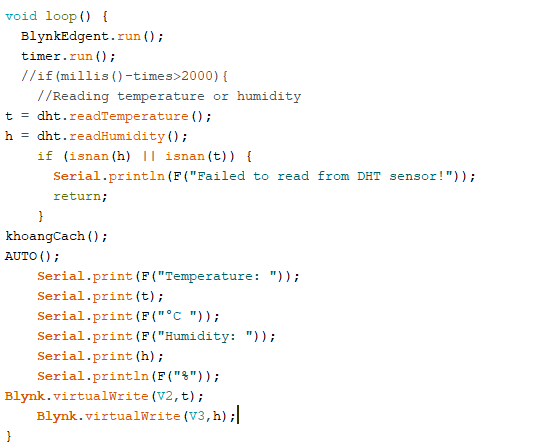 void loop() {
  BlynkEdgent.run();
  timer.run();
  //if(millis()-times>2000){
    //Reading temperature or humidity
t = dht.readTemperature();
h = dht.readHumidity();
    if (isnan(h) || isnan(t)) {
      Serial.println(F("Failed to read from DHT sensor!"));
      return;
    }
khoangCach();
AUTO();
    Serial.print(F("Temperature: "));
    Serial.print(t);
    Serial.print(F("°C "));
    Serial.print(F("Humidity: "));
    Serial.print(h);
    Serial.println(F("%"));
Blynk.virtualWrite(V2,t);
    Blynk.virtualWrite(V3,h);
}